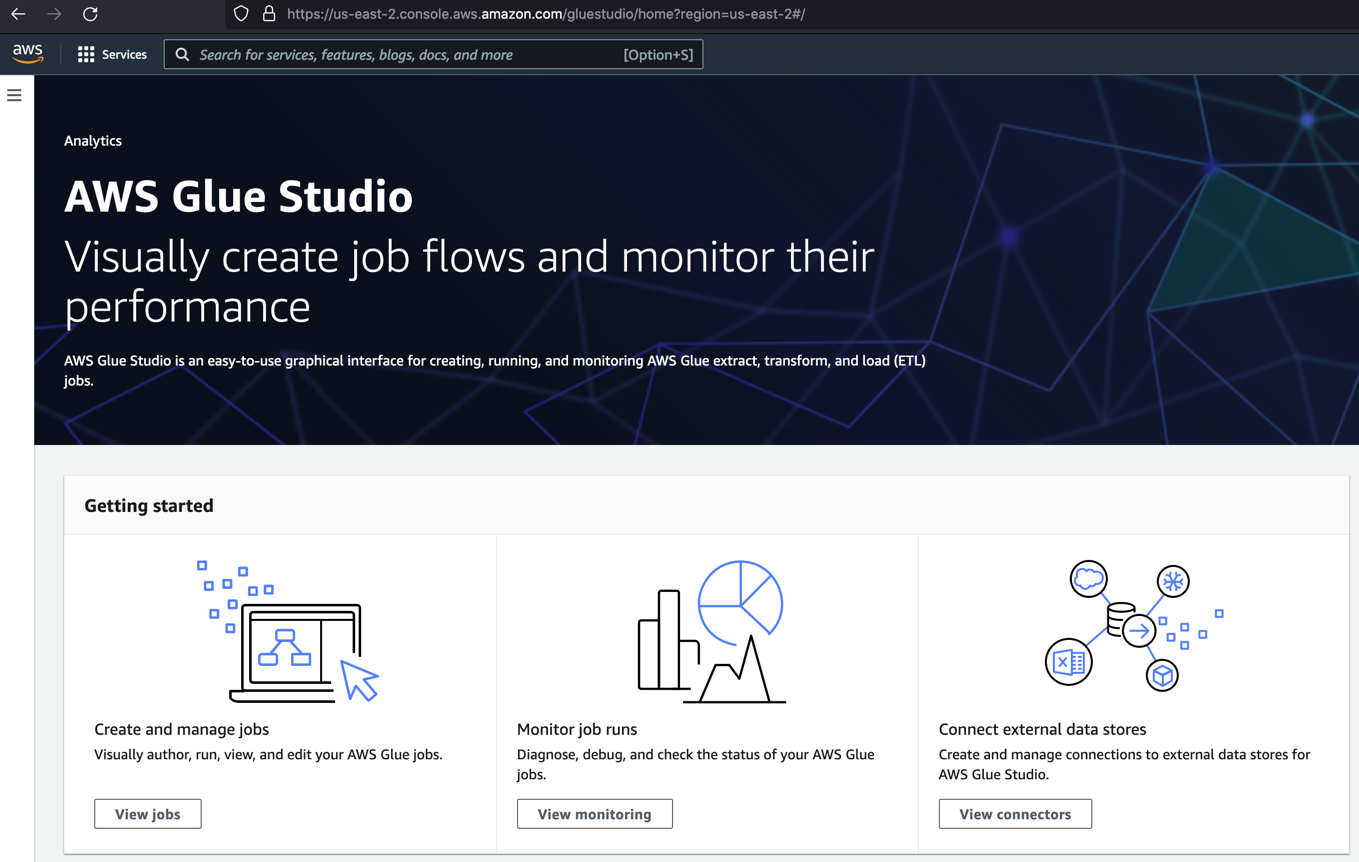 https://us-east-2.console.aws.amazon.com/gluestudio/home?region=us-east-2#/
aws
Services
Search for services, features, blogs, docs, and more
[Option+S]
Analytics
AWS Glue Studio
Visually create job flows and monitor their
performance
AWS Glue Studio is an easy-to-use graphical interface for creating, running, and monitoring AWS Glue extract, transform, and load (ETL)
jobs.
Getting started
Create and manage jobs
Visually author, run, view, and edit your AWS Glue jobs.
View jobs
Monitor job runs
Diagnose, debug, and check the status of your AWS Glue
jobs.
View monitoring
X
Connect external data stores
Create and manage connections to external data stores for
AWS Glue Studio.
View connectors